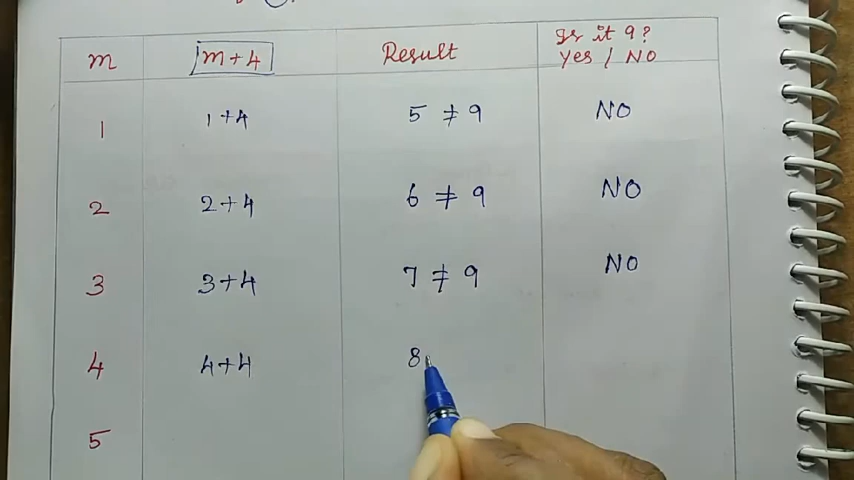 m m+4 Result Is it 9? Yes / NO
1 1+4 5 ≠ 9 NO
2 2+4 6 ≠ 9 NO
3 3+4 7 ≠ 9 NO
4 4+4 8
5